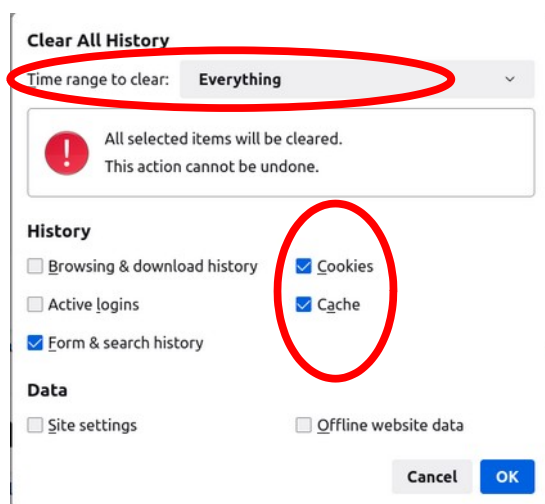 Clear All History
Time range to clear: Everything
All selected items will be cleared.
This action cannot be undone.
History
Browsing & download history Cookies
Active logins Cache
Form & search history
Data
Site settings Offline website data
Cancel OK